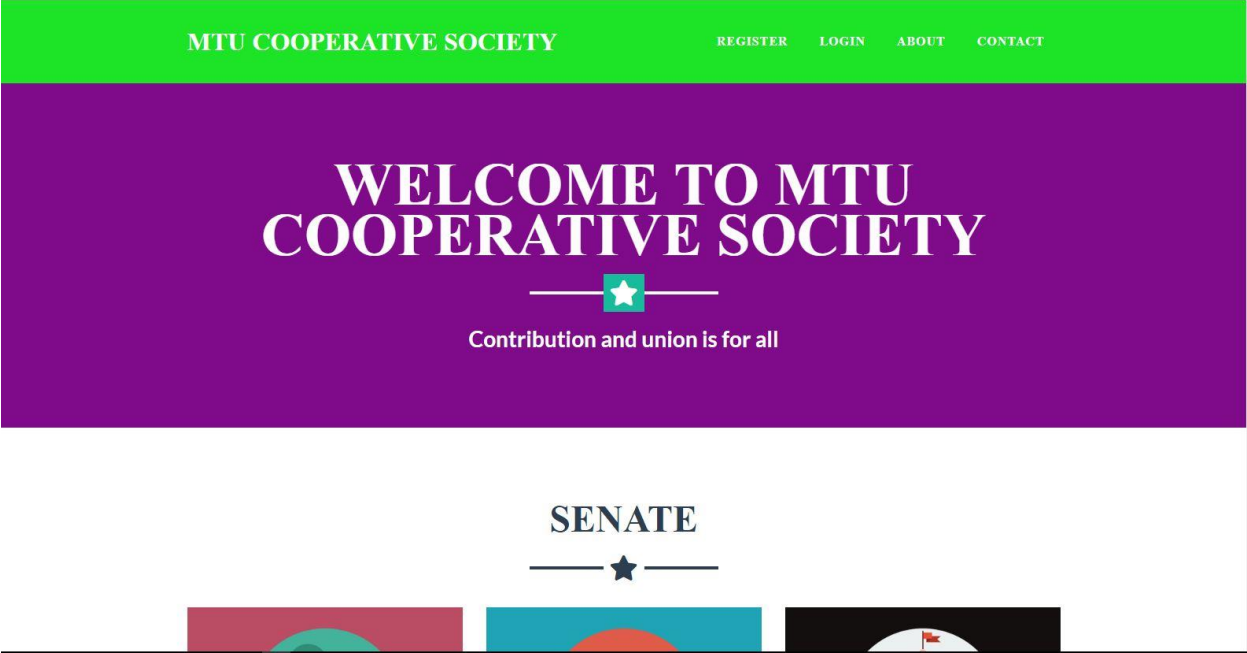 MTU COOPERATIVE SOCIETY
REGISTER LOGIN ABOUT CONTACT
WELCOME TO MTU
COOPERATIVE SOCIETY
Contribution and union is for all
SENATE